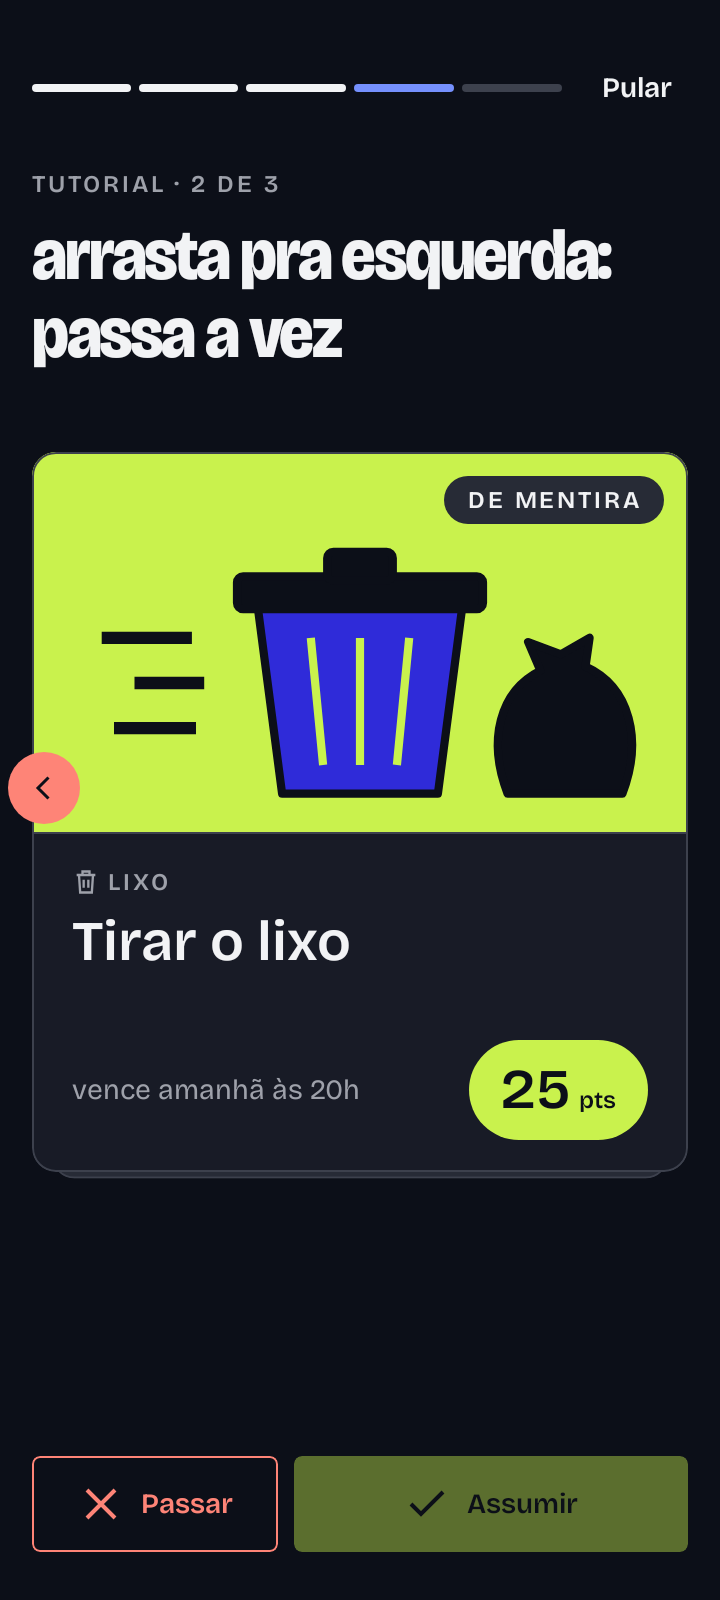 Pular
TUTORIAL · 2 DE 3
arrasta pra esquerda:
passa a vez
DE MENTIRA
LIXO
Tirar o lixo
vence amanhã às 20h
25 pts
Passar
Assumir